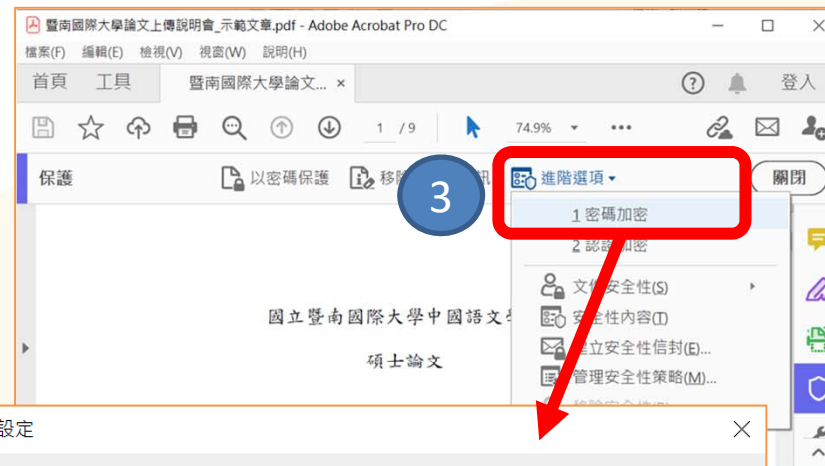 暨南國際大學論文上傳說明會_示範文章.pdf - Adobe Acrobat Pro DC
檔案(F) 編輯(E) 檢視(V) 視窗(W) 說明(H)
首頁 工具 暨南國際大學論文... × 登入
1 / 9 74.9%
保護 以密碼保護 移除 訊 進階選項 關閉
3
1 密碼加密
2 認證加密
文件安全性(S)
安全性內容(T)
國立暨南國際大學中國語文
建立安全性信封(E)...
碩士論文
管理安全性策略(M)...
設定